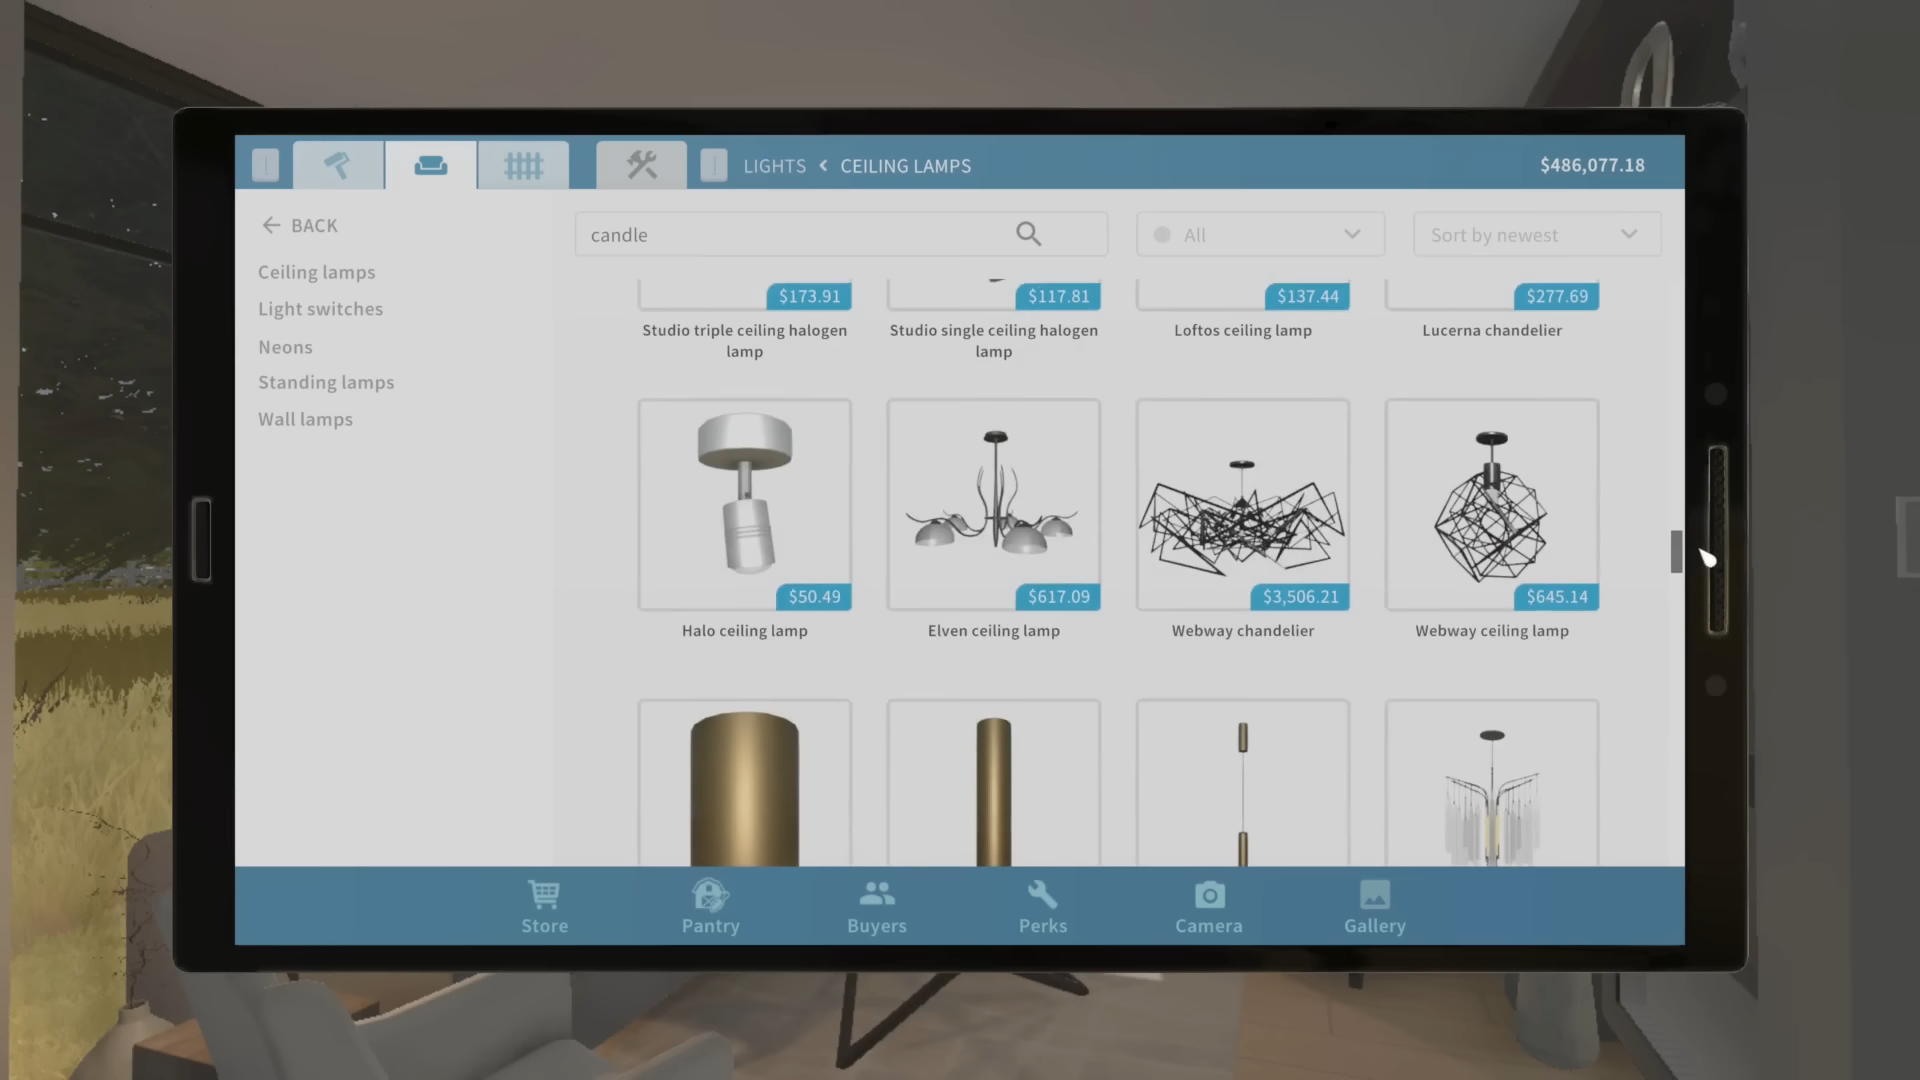 LIGHTS < CEILING LAMPS
$486,077.18
BACK
candle
All
Sort by newest
Ceiling lamps
Light switches
Neons
Standing lamps
Wall lamps
$173.91
$117.81
$137.44
$277.69
Studio triple ceiling halogen
lamp
Studio single ceiling halogen
lamp
Loftos ceiling lamp
Lucerna chandelier
$50.49
$617.09
$3,506.21
$645.14
Halo ceiling lamp
Elven ceiling lamp
Webway chandelier
Webway ceiling lamp
Store
Pantry
Buyers
Perks
Camera
Gallery